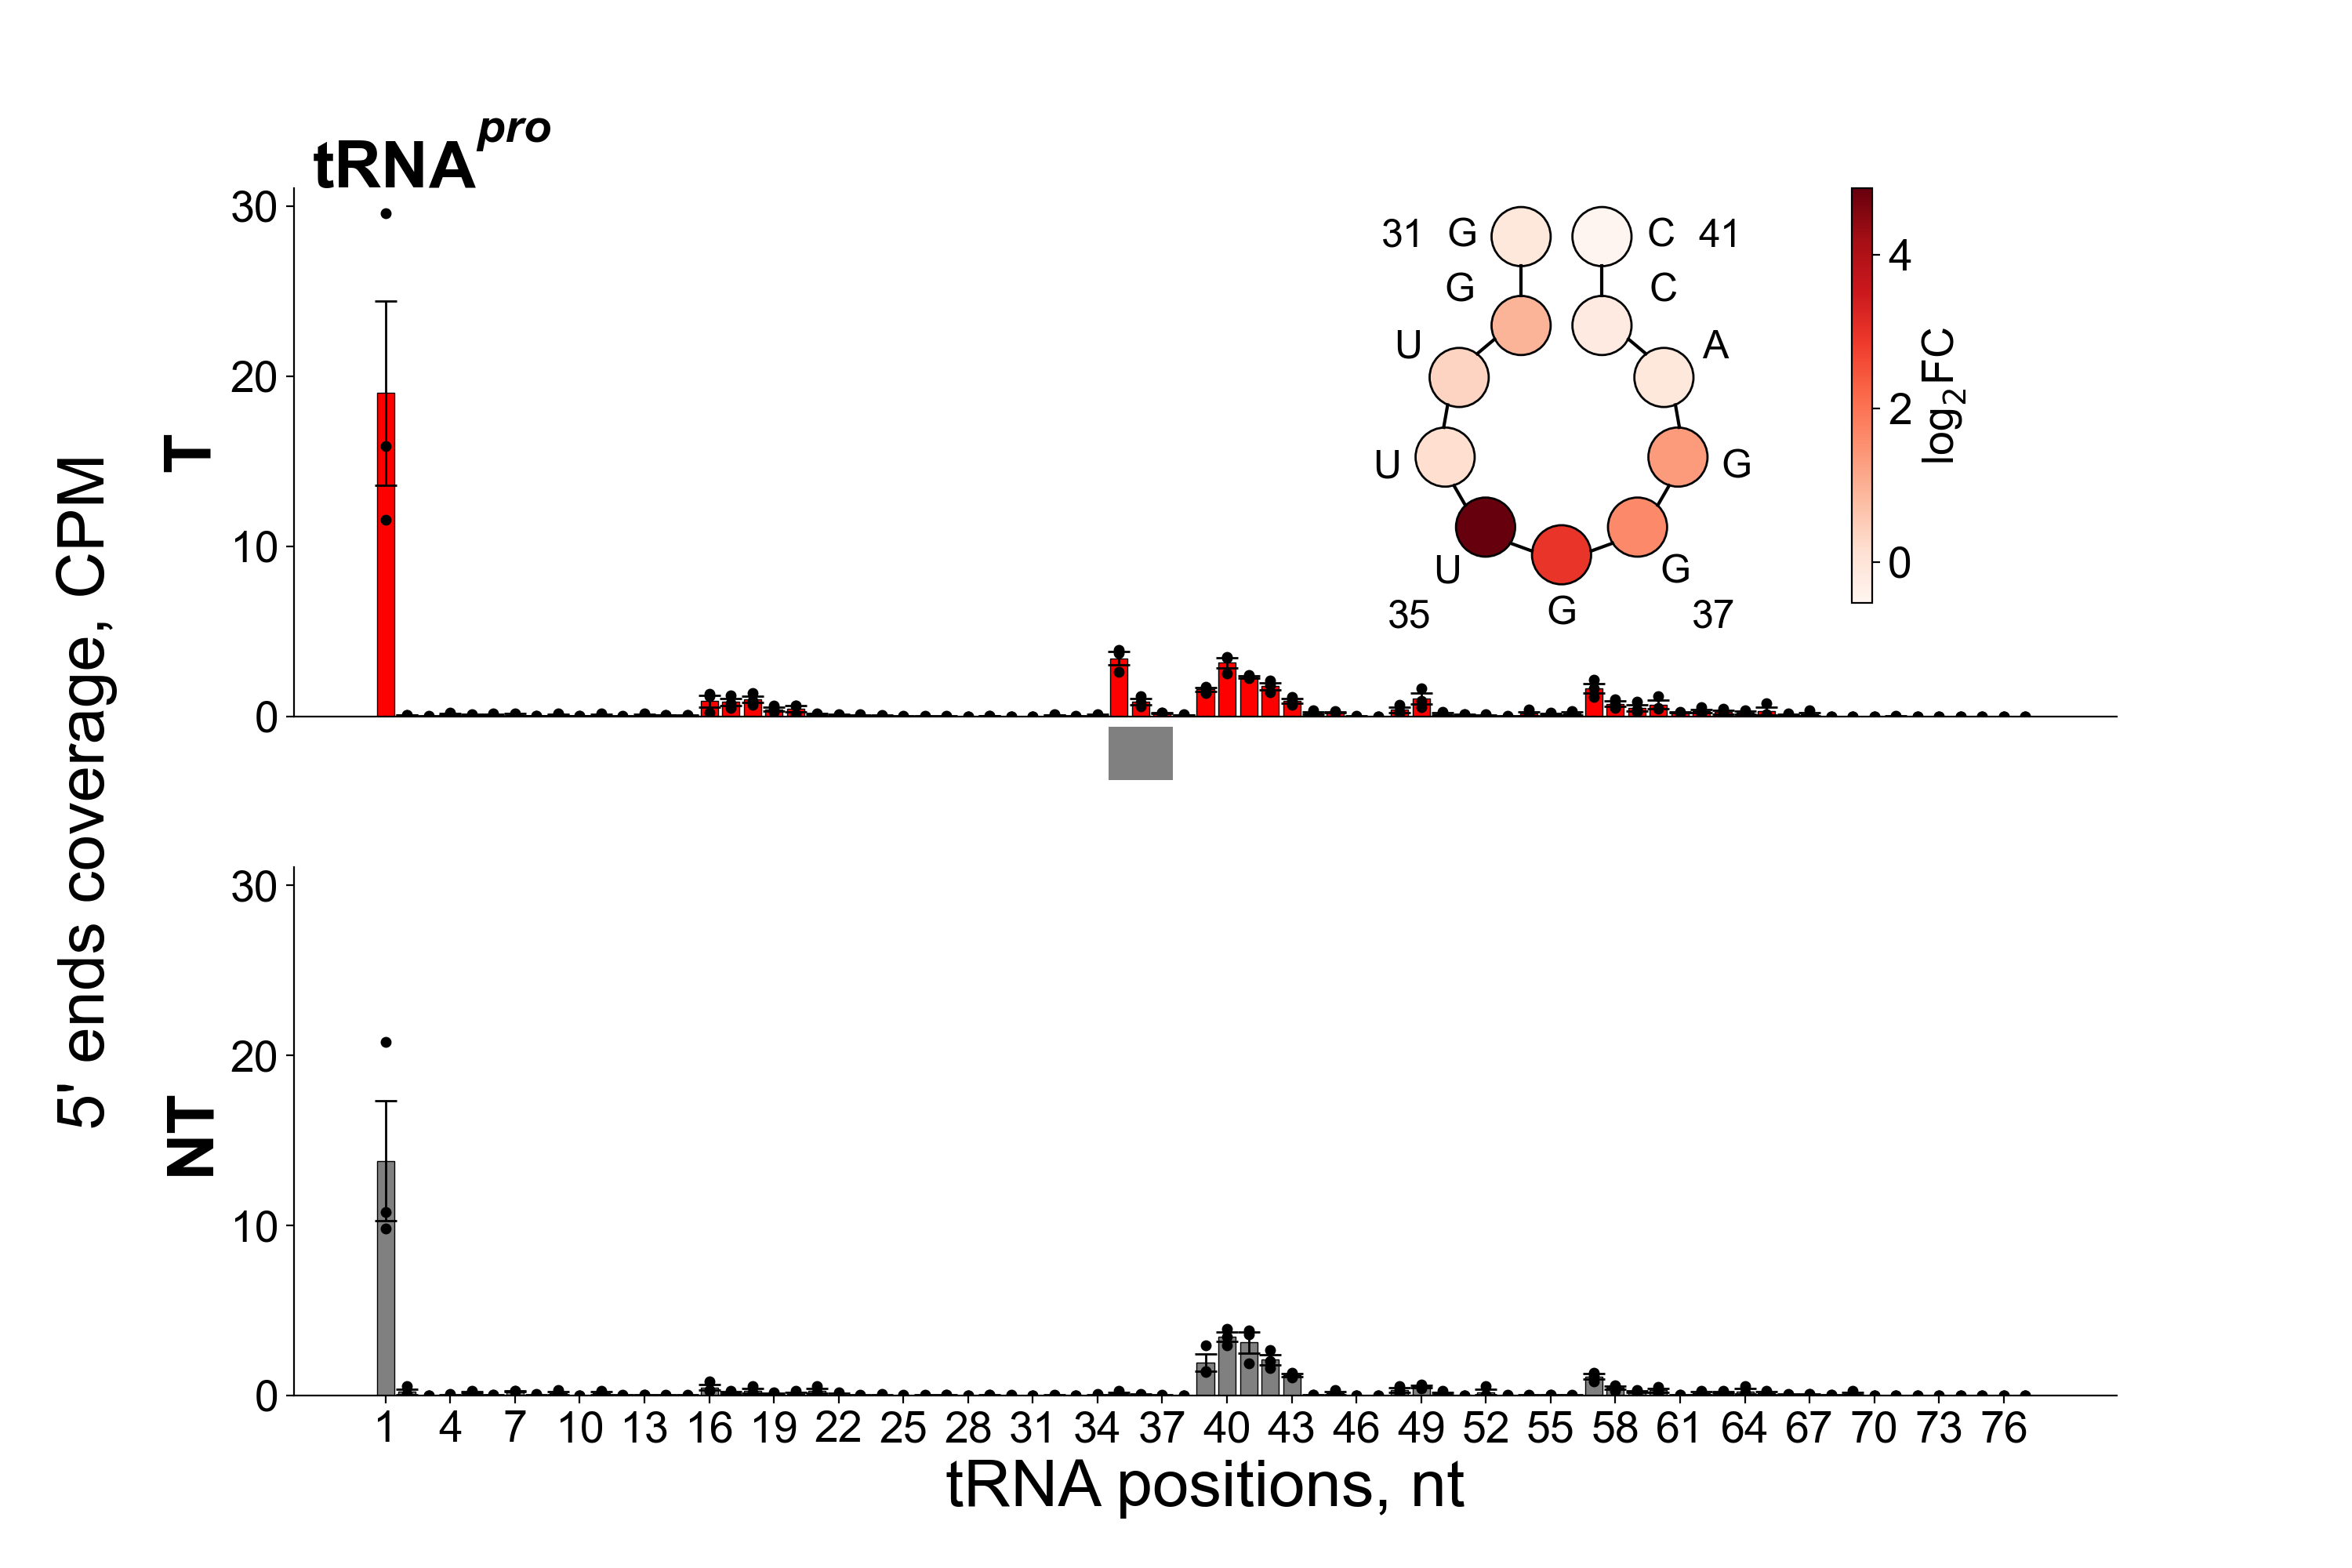 tRNA^pro
5' ends coverage, CPM
T
30
20
10
0
31 G C 41
G C
U A
U G
U G
35 G 37
4
2
0
log₂FC
NT
30
20
10
0
1 4 7 10 13 16 19 22 25 28 31 34 37 40 43 46 49 52 55 58 61 64 67 70 73 76
tRNA positions, nt